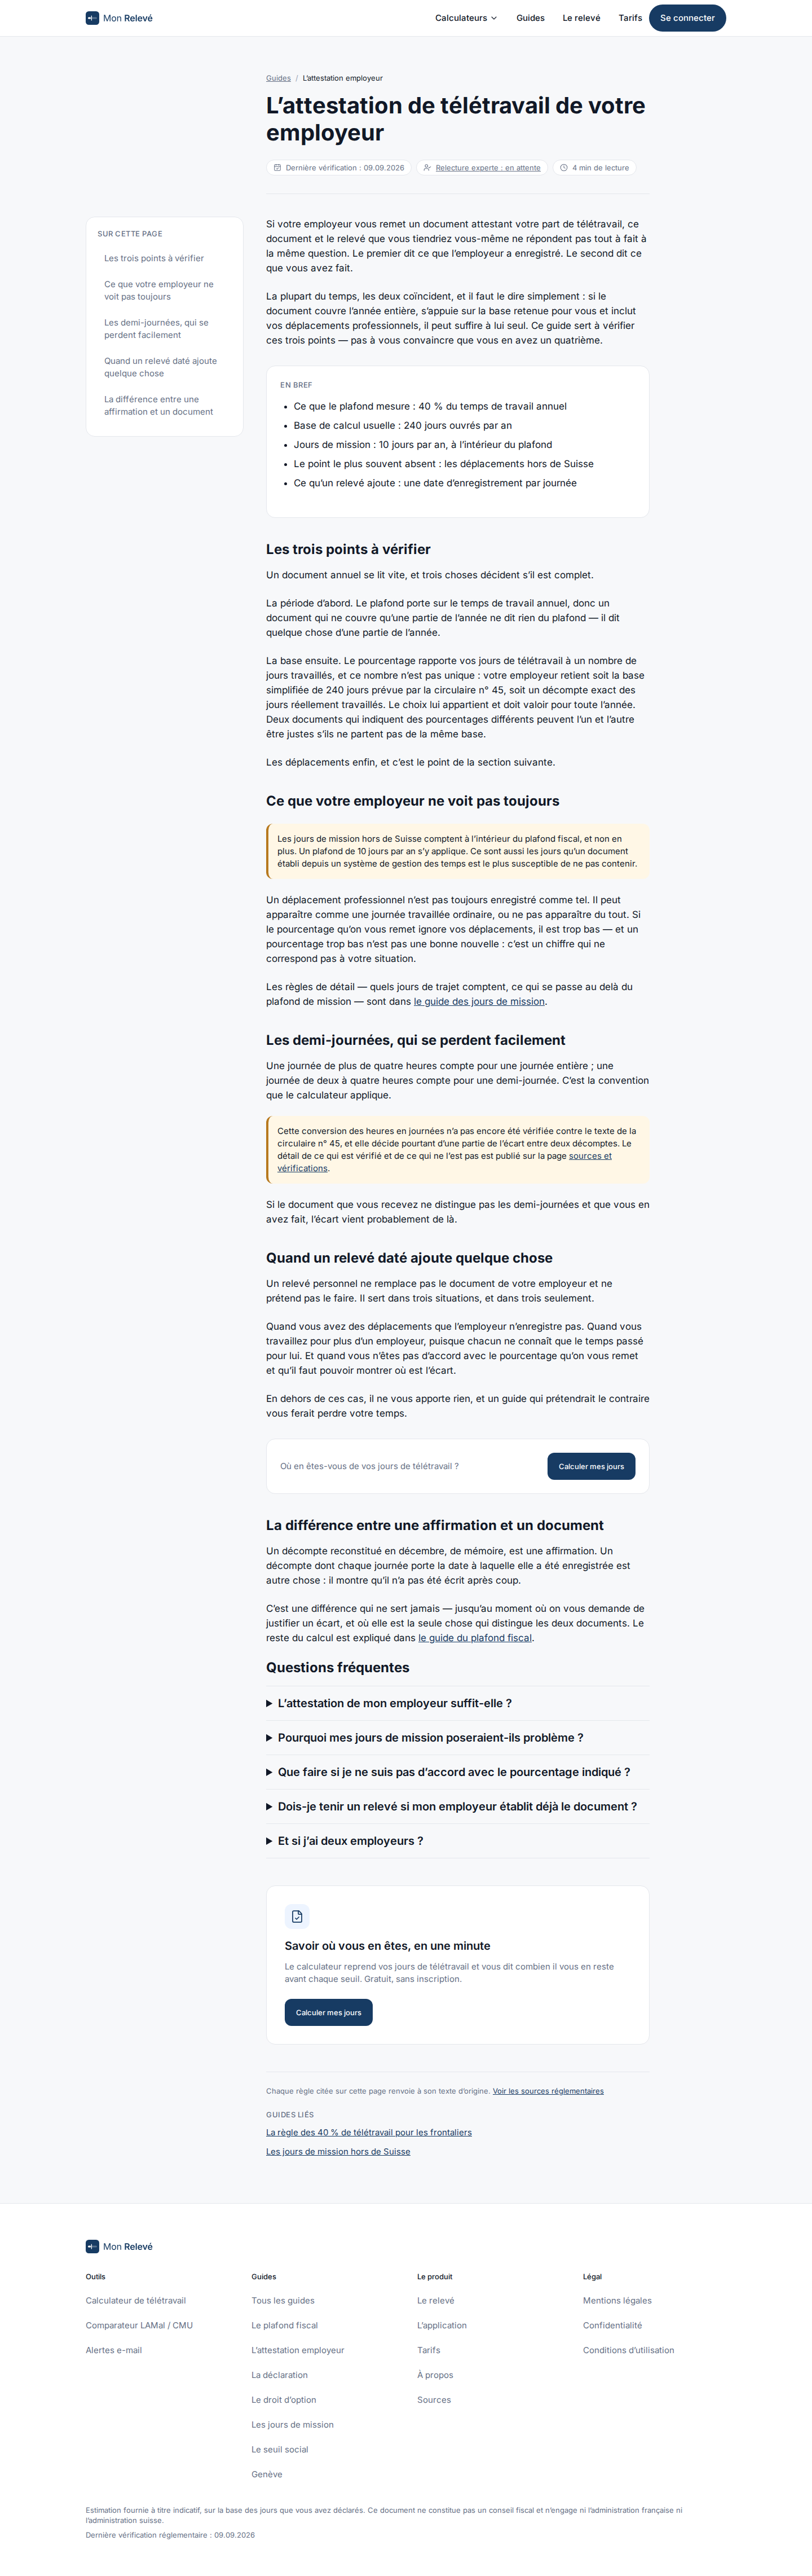 Mon Relevé
Calculateurs
Guides
Le relevé
Tarifs
Se connecter
Guides / L’attestation employeur
L’attestation de télétravail de votre
employeur
Dernière vérification : 09.09.2026
Relecture experte : en attente
4 min de lecture
SUR CETTE PAGE
Les trois points à vérifier
Ce que votre employeur ne
voit pas toujours
Les demi-journées, qui se
perdent facilement
Quand un relevé daté ajoute
quelque chose
La différence entre une
affirmation et un document
Si votre employeur vous remet un document attestant votre part de télétravail, ce
document et le relevé que vous tiendriez vous-même ne répondent pas tout à fait à
la même question. Le premier dit ce que l’employeur a enregistré. Le second dit ce
que vous avez fait.
La plupart du temps, les deux coïncident, et il faut le dire simplement : si le
document couvre l’année entière, s’appuie sur la base retenue pour vous et inclut
vos déplacements professionnels, il peut suffire à lui seul. Ce guide sert à vérifier
ces trois points — pas à vous convaincre que vous en avez un quatrième.
EN BREF
• Ce que le plafond mesure : 40 % du temps de travail annuel
• Base de calcul usuelle : 240 jours ouvrés par an
• Jours de mission : 10 jours par an, à l’intérieur du plafond
• Le point le plus souvent absent : les déplacements hors de Suisse
• Ce qu’un relevé ajoute : une date d’enregistrement par journée
Les trois points à vérifier
Un document annuel se lit vite, et trois choses décident s’il est complet.
La période d’abord. Le plafond porte sur le temps de travail annuel, donc un
document qui ne couvre qu’une partie de l’année ne dit rien du plafond — il dit
quelque chose d’une partie de l’année.
La base ensuite. Le pourcentage rapporte vos jours de télétravail à un nombre de
jours travaillés, et ce nombre n’est pas unique : votre employeur retient soit la base
simplifiée de 240 jours prévue par la circulaire n° 45, soit un décompte exact des
jours réellement travaillés. Le choix lui appartient et doit valoir pour toute l’année.
Deux documents qui indiquent des pourcentages différents peuvent l’un et l’autre
être justes s’ils ne partent pas de la même base.
Les déplacements enfin, et c’est le point de la section suivante.
Ce que votre employeur ne voit pas toujours
Les jours de mission hors de Suisse comptent à l’intérieur du plafond fiscal, et non en
plus. Un plafond de 10 jours par an s’y applique. Ce sont aussi les jours qu’un document
établi depuis un système de gestion des temps est le plus susceptible de ne pas contenir.
Un déplacement professionnel n’est pas toujours enregistré comme tel. Il peut
apparaître comme une journée travaillée ordinaire, ou ne pas apparaître du tout. Si
le pourcentage qu’on vous remet ignore vos déplacements, il est trop bas — et un
pourcentage trop bas n’est pas une bonne nouvelle : c’est un chiffre qui ne
correspond pas à votre situation.
Les règles de détail — quels jours de trajet comptent, ce qui se passe au delà du
plafond de mission — sont dans le guide des jours de mission.
Les demi-journées, qui se perdent facilement
Une journée de plus de quatre heures compte pour une journée entière ; une
journée de deux à quatre heures compte pour une demi-journée. C’est la convention
que le calculateur applique.
Cette conversion des heures en journées n’a pas encore été vérifiée contre le texte de la
circulaire n° 45, et elle décide pourtant d’une partie de l’écart entre deux décomptes. Le
détail de ce qui est vérifié et de ce qui ne l’est pas est publié sur la page sources et
vérifications.
Si le document que vous recevez ne distingue pas les demi-journées et que vous en
avez fait, l’écart vient probablement de là.
Quand un relevé daté ajoute quelque chose
Un relevé personnel ne remplace pas le document de votre employeur et ne
prétend pas le faire. Il sert dans trois situations, et dans trois seulement.
Quand vous avez des déplacements que l’employeur n’enregistre pas. Quand vous
travaillez pour plus d’un employeur, puisque chacun ne connaît que le temps passé
pour lui. Et quand vous n’êtes pas d’accord avec le pourcentage qu’on vous remet
et qu’il faut pouvoir montrer où est l’écart.
En dehors de ces cas, il ne vous apporte rien, et un guide qui prétendrait le contraire
vous ferait perdre votre temps.
Où en êtes-vous de vos jours de télétravail ?
Calculer mes jours
La différence entre une affirmation et un document
Un décompte reconstitué en décembre, de mémoire, est une affirmation. Un
décompte dont chaque journée porte la date à laquelle elle a été enregistrée est
autre chose : il montre qu’il n’a pas été écrit après coup.
C’est une différence qui ne sert jamais — jusqu’au moment où on vous demande de
justifier un écart, et où elle est la seule chose qui distingue les deux documents. Le
reste du calcul est expliqué dans le guide du plafond fiscal.
Questions fréquentes
L’attestation de mon employeur suffit-elle ?
Pourquoi mes jours de mission poseraient-ils problème ?
Que faire si je ne suis pas d’accord avec le pourcentage indiqué ?
Dois-je tenir un relevé si mon employeur établit déjà le document ?
Et si j’ai deux employeurs ?
Savoir où vous en êtes, en une minute
Le calculateur reprend vos jours de télétravail et vous dit combien il vous en reste
avant chaque seuil. Gratuit, sans inscription.
Calculer mes jours
Chaque règle citée sur cette page renvoie à son texte d’origine. Voir les sources réglementaires
GUIDES LIÉS
La règle des 40 % de télétravail pour les frontaliers
Les jours de mission hors de Suisse
Mon Relevé
Outils
Calculateur de télétravail
Comparateur LAMal / CMU
Alertes e-mail
Guides
Tous les guides
Le plafond fiscal
L’attestation employeur
La déclaration
Le droit d’option
Les jours de mission
Le seuil social
Genève
Le produit
Le relevé
L’application
Tarifs
À propos
Sources
Légal
Mentions légales
Confidentialité
Conditions d’utilisation
Estimation fournie à titre indicatif, sur la base des jours que vous avez déclarés. Ce document ne constitue pas un conseil fiscal et n’engage ni l’administration française ni
l’administration suisse.
Dernière vérification réglementaire : 09.09.2026